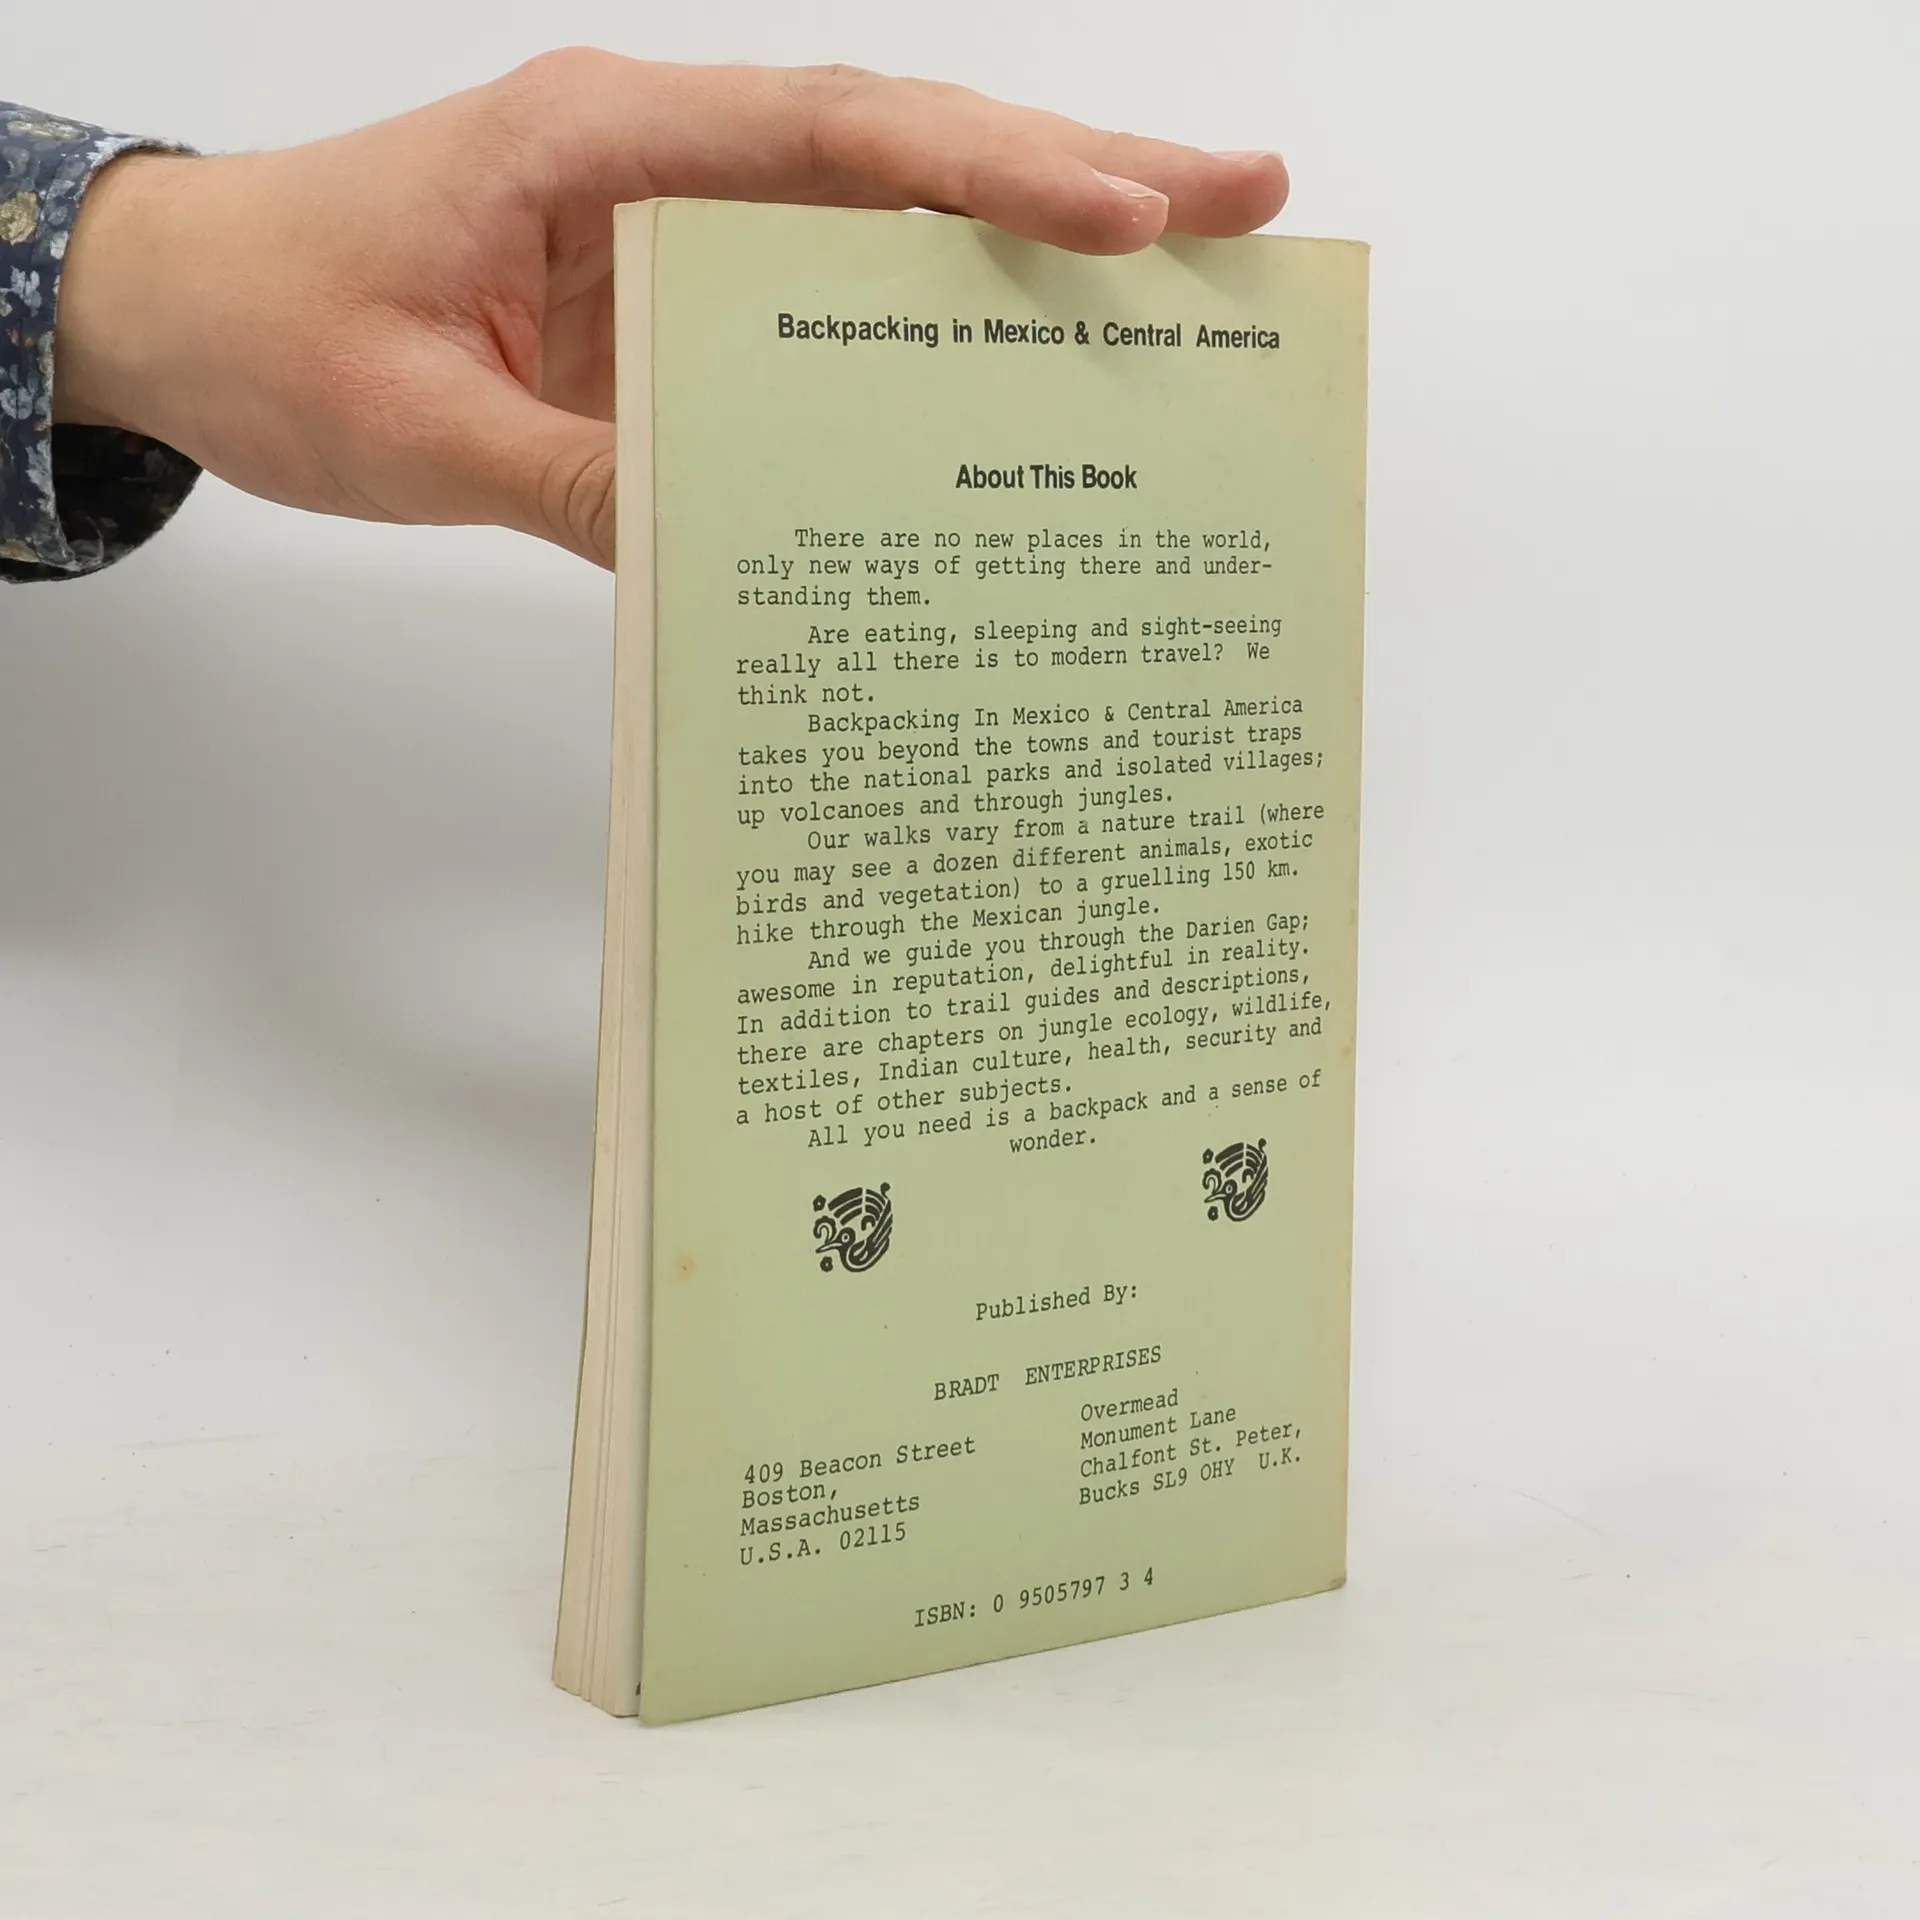 Backpacking in Mexico & Central America
About This Book
There are no new places in the world,
only new ways of getting there and under-
standing them.
Are eating, sleeping and sight-seeing
really all there is to modern travel? We
think not.
Backpacking In Mexico & Central America
takes you beyond the towns and tourist traps
into the national parks and isolated villages;
up volcanoes and through jungles.
Our walks vary from a nature trail (where
you may see a dozen different animals, exotic
birds and vegetation) to a gruelling 150 km.
hike through the Mexican jungle.
And we guide you through the Darien Gap;
awesome in reputation, delightful in reality.
In addition to trail guides and descriptions,
there are chapters on jungle ecology, wildlife,
textiles, Indian culture, health, security and
a host of other subjects.
All you need is a backpack and a sense of
wonder.
Published By:
BRADT ENTERPRISES
409 Beacon Street
Boston,
Massachusetts
U.S.A. 02115
Overmead
Monument Lane
Chalfont St. Peter,
Bucks SL9 OHY U.K.
ISBN: 0 9505797 3 4